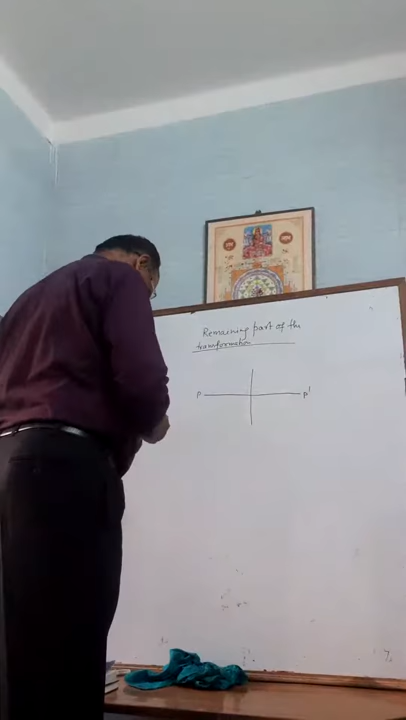 Remaining part of the
transformation
P P'